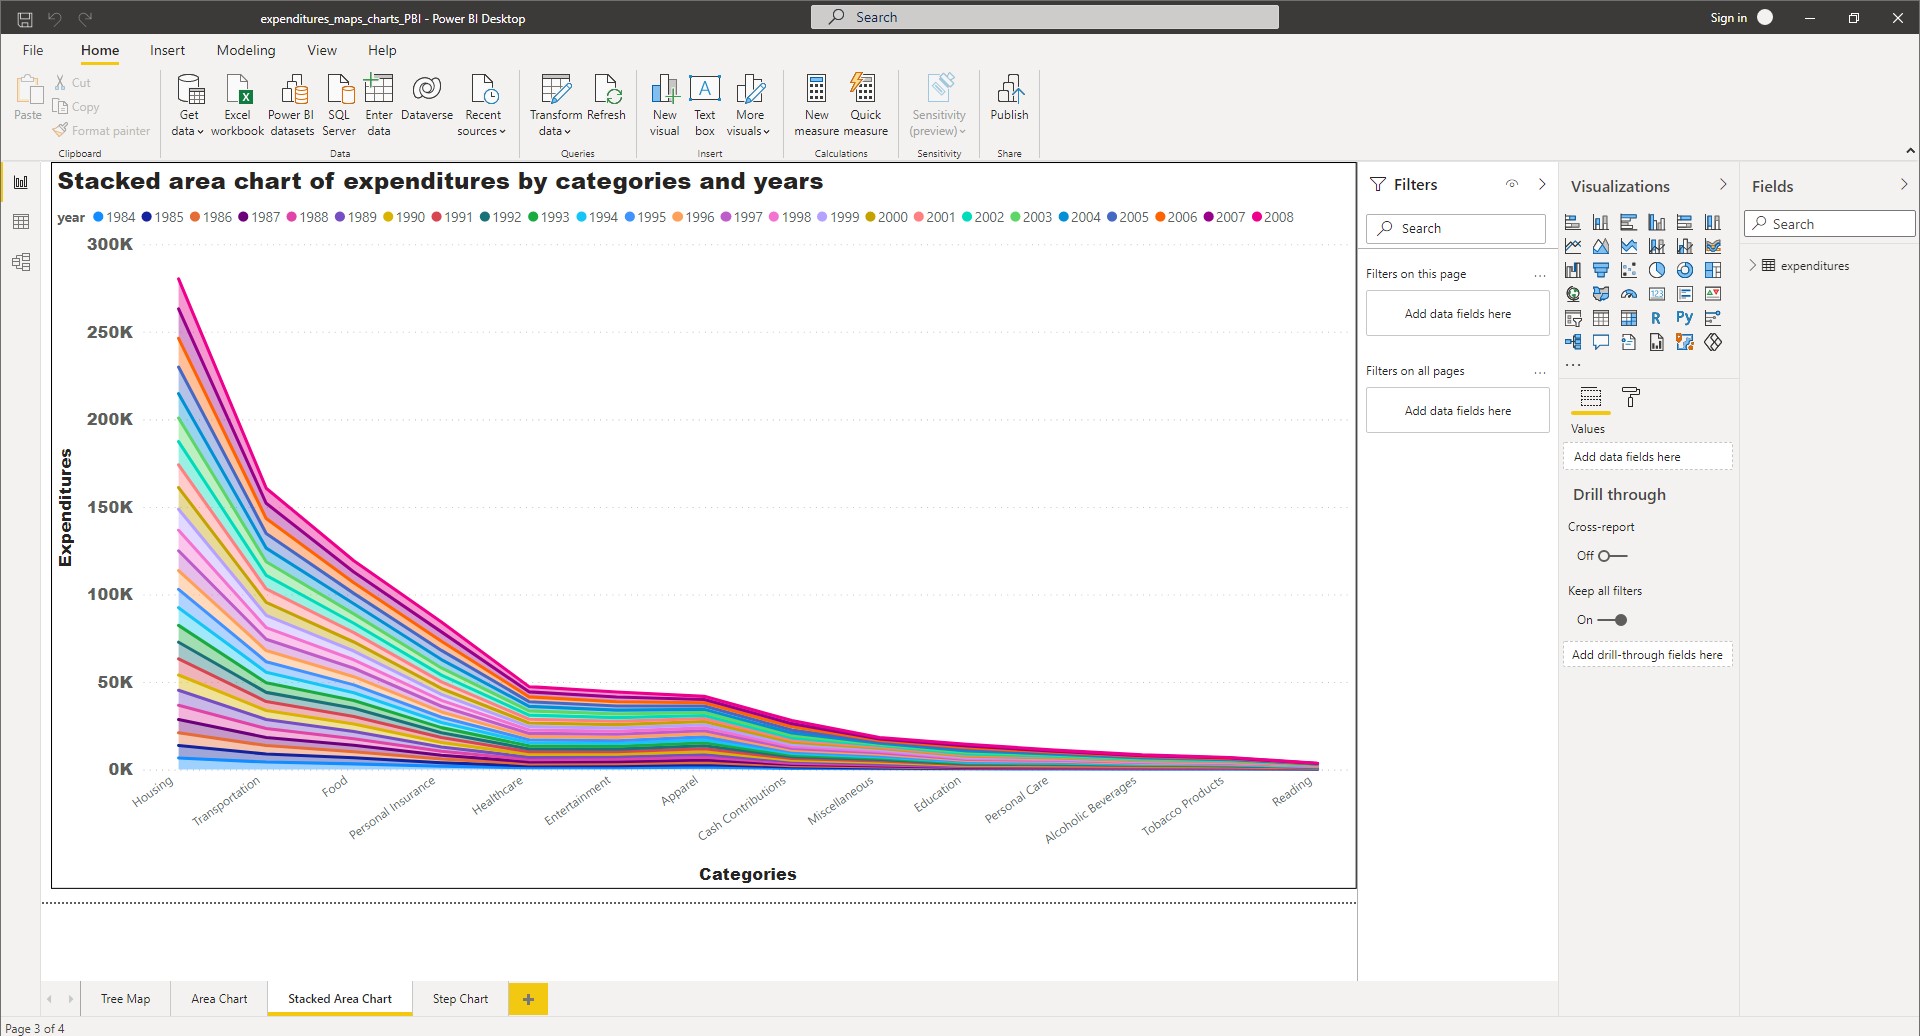 expenditures_maps_charts_PBI - Power BI Desktop
Search
Sign in
File Home Insert Modeling View Help
Paste
Cut
Copy
Format painter
Clipboard
Get data
Excel workbook
Power BI datasets
SQL Server
Enter data
Dataverse
Recent sources
Data
Transform data
Refresh
Queries
New visual
Text box
More visuals
Insert
New measure
Quick measure
Calculations
Sensitivity (preview)
Sensitivity
Publish
Share
Stacked area chart of expenditures by categories and years
year 1984 1985 1986 1987 1988 1989 1990 1991 1992 1993 1994 1995 1996 1997 1998 1999 2000 2001 2002 2003 2004 2005 2006 2007 2008
300K
250K
200K
150K
100K
50K
0K
Expenditures
Housing
Transportation
Food
Personal Insurance
Healthcare
Entertainment
Apparel
Cash Contributions
Miscellaneous
Education
Personal Care
Alcoholic Beverages
Tobacco Products
Reading
Categories
Filters
Search
Filters on this page
...
Add data fields here
Filters on all pages
...
Add data fields here
Visualizations
123
R
Py
...
Values
Add data fields here
Drill through
Cross-report
Off
Keep all filters
On
Add drill-through fields here
Fields
Search
expenditures
Tree Map
Area Chart
Stacked Area Chart
Step Chart
+
Page 3 of 4